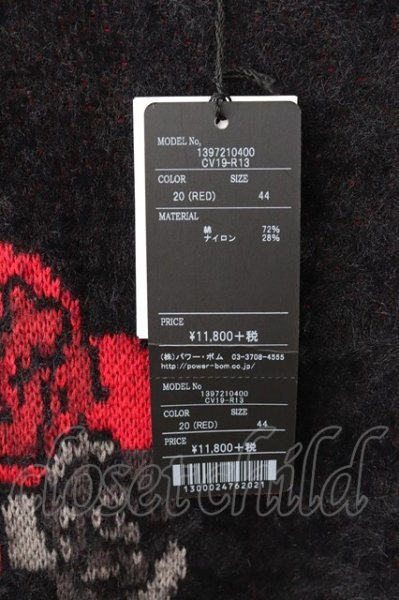 MODEL No,
1397210400
CV19-R13
COLOR SIZE
20 (RED) 44
MATERIAL
綿 72%
ナイロン 28%
PRICE
¥11,800+税
(株)パワー・ボム 03-3708-4555
http://power-bom.co.jp/
MODEL No,
1397210400
CV19-R13
COLOR SIZE
20 (RED) 44
PRICE
¥11,800+税
1300024762021
closet child